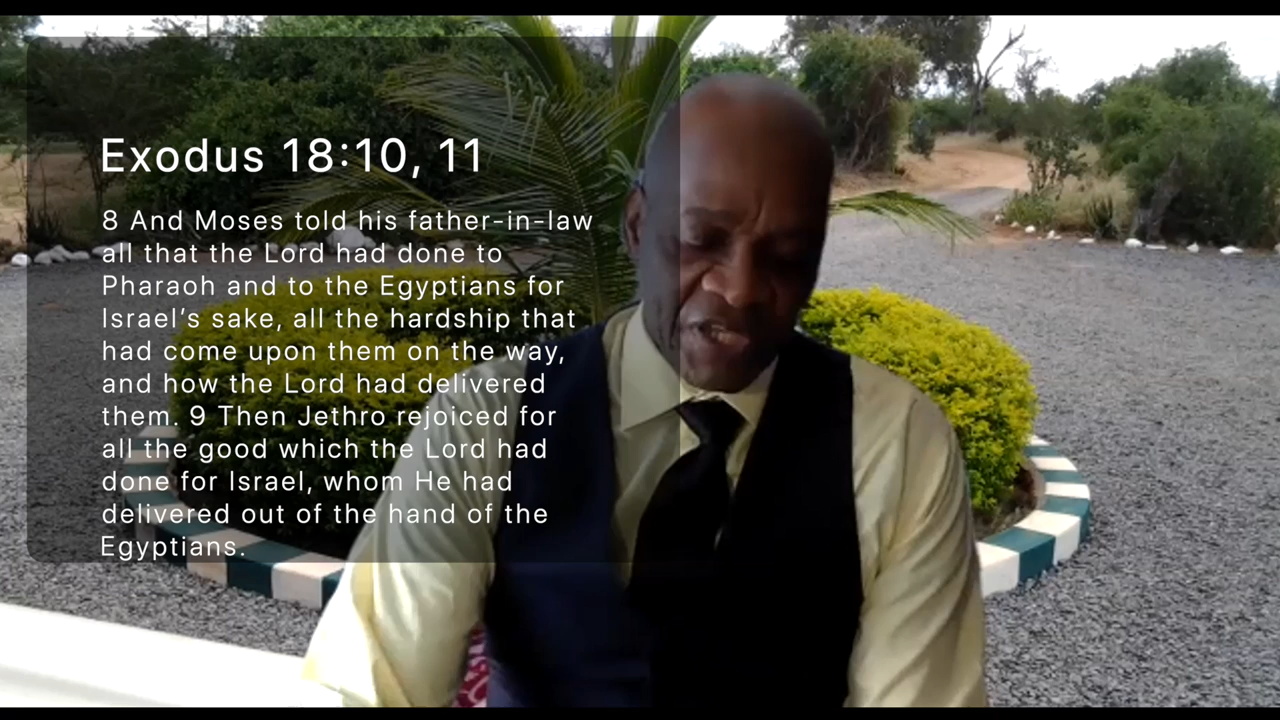 Exodus 18:10, 11
8 And Moses told his father-in-law
all that the Lord had done to
Pharaoh and to the Egyptians for
Israel’s sake, all the hardship that
had come upon them on the way,
and how the Lord had delivered
them. 9 Then Jethro rejoiced for
all the good which the Lord had
done for Israel, whom He had
delivered out of the hand of the
Egyptians.